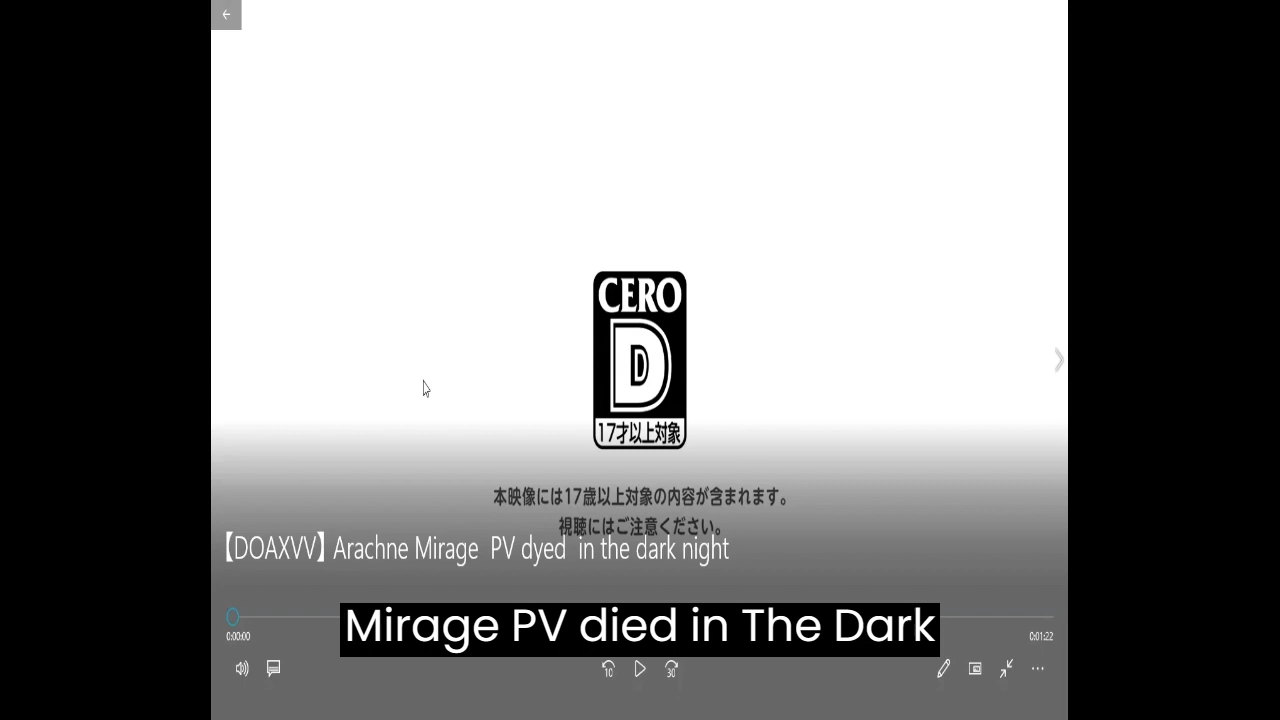 CERO
D
17才以上対象
本映像には17歳以上対象の内容が含まれます。
視聴にはご注意ください。
【DOAXVV】 Arachne Mirage PV dyed in the dark night
Mirage PV died in The Dark
0:00:00
0:01:22
10
30